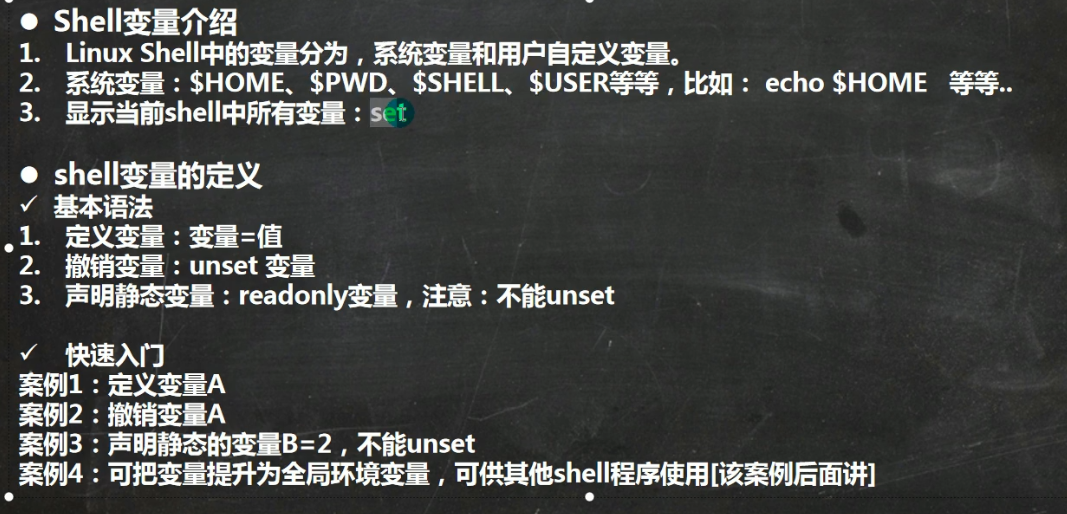 ● Shell变量介绍
1. Linux Shell中的变量分为，系统变量和用户自定义变量。
2. 系统变量：$HOME、$PWD、$SHELL、$USER等等，比如： echo $HOME 等等..
3. 显示当前shell中所有变量：set
● shell变量的定义
✓ 基本语法
1. 定义变量：变量=值
2. 撤销变量：unset 变量
3. 声明静态变量：readonly变量，注意：不能unset
✓ 快速入门
案例1：定义变量A
案例2：撤销变量A
案例3：声明静态的变量B=2，不能unset
案例4：可把变量提升为全局环境变量，可供其他shell程序使用[该案例后面讲]